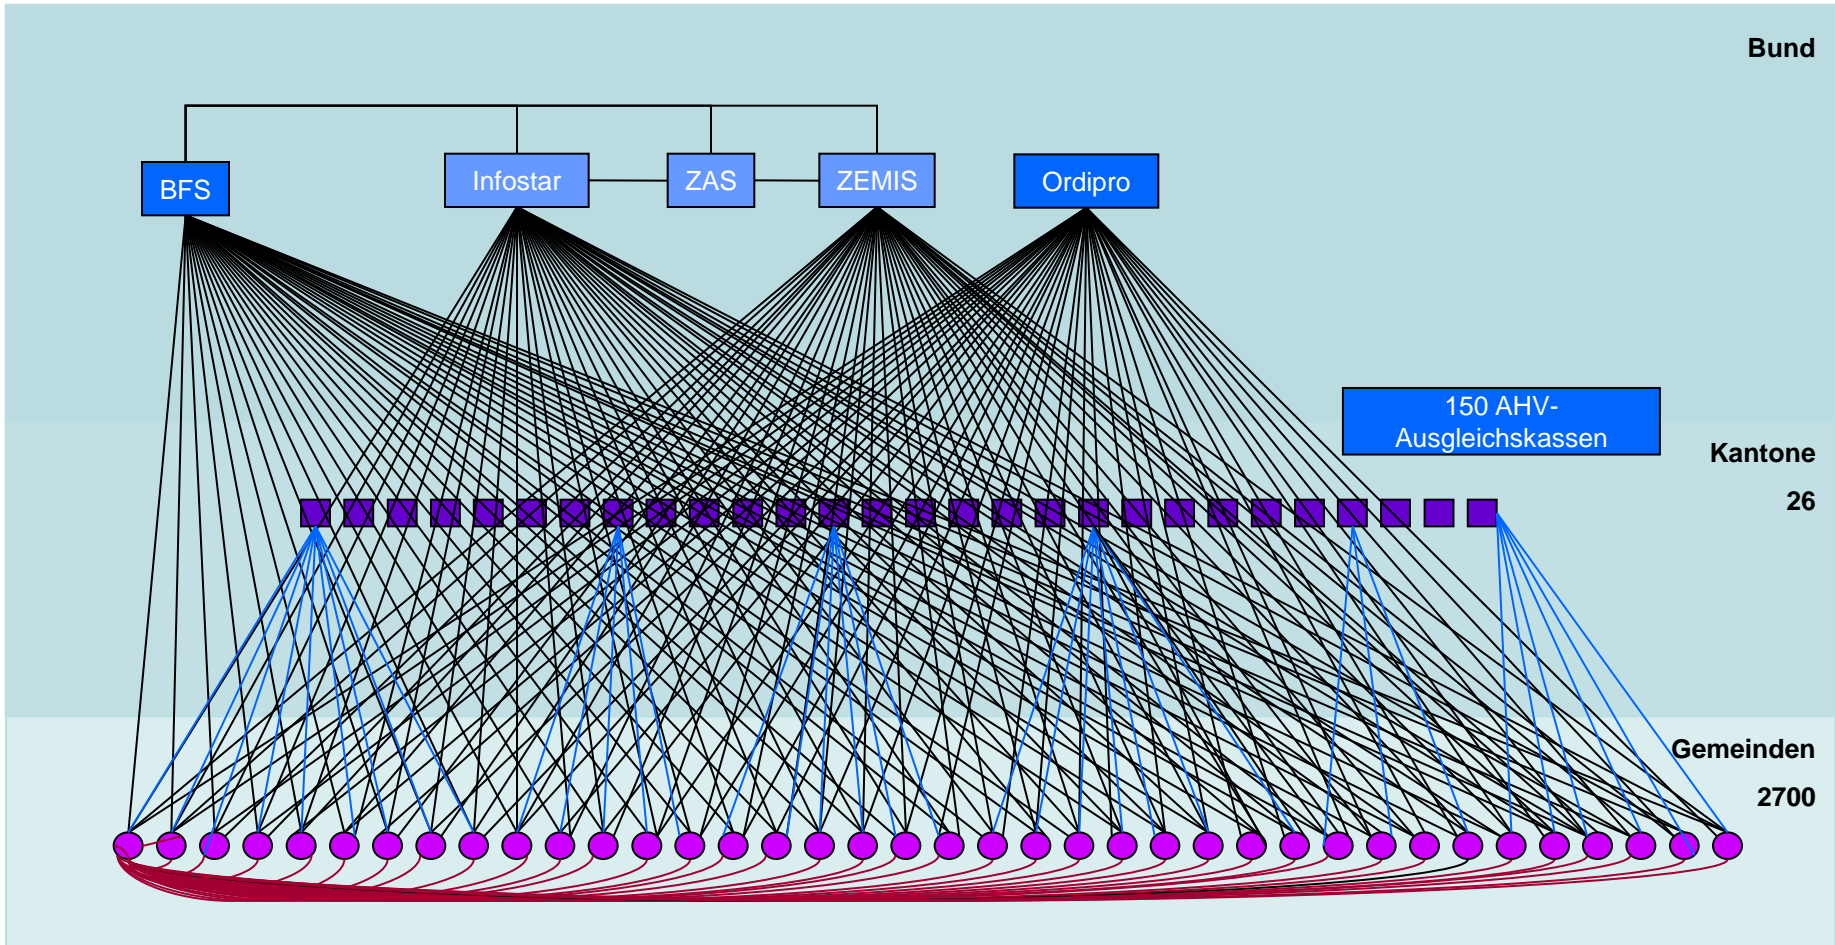 Bund
BFS
Infostar
ZAS
ZEMIS
Ordipro
150 AHV-
Ausgleichskassen
Kantone
26
Gemeinden
2700